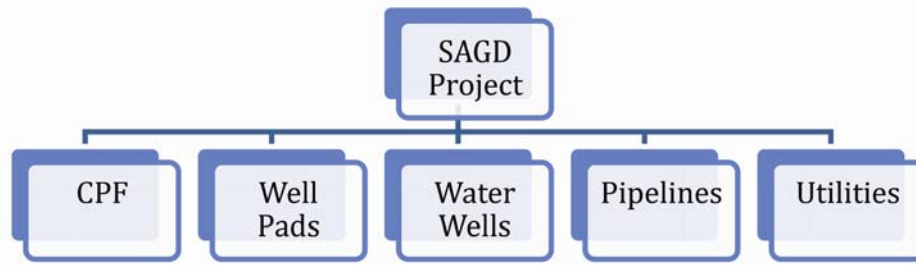 SAGD
Project
CPF
Well
Pads
Water
Wells
Pipelines
Utilities